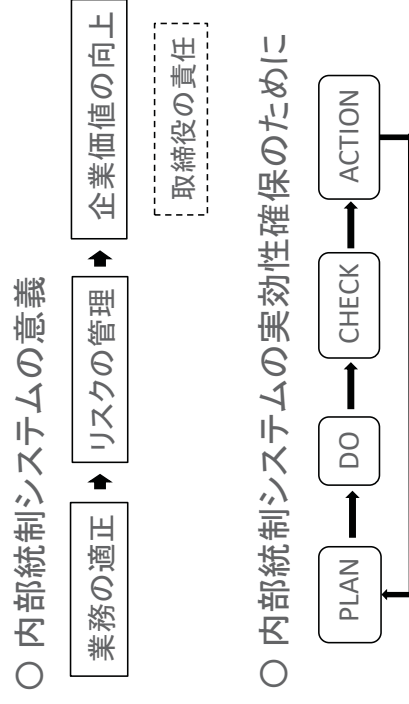 ○ 内部統制システムの意義
業務の適正
リスクの管理
企業価値の向上
取締役の責任
○ 内部統制システムの実効性確保のために
PLAN
DO
CHECK
ACTION